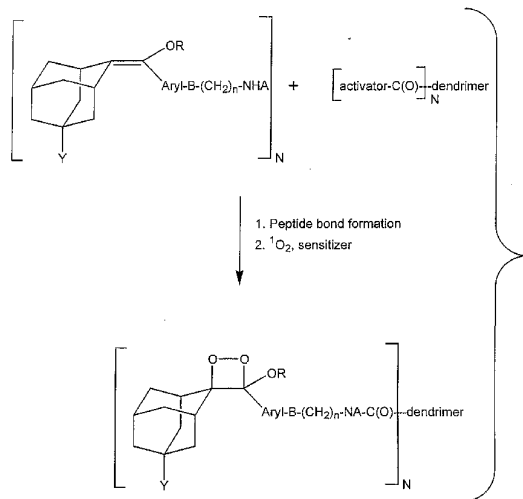 OR
Aryl-B-(CH2)n-NHA
Y
N
+
activator-C(O)
N
dendrimer
1. Peptide bond formation
2. ¹O2, sensitizer
O—O
OR
Aryl-B-(CH2)n-NA-C(O)
dendrimer
Y
N